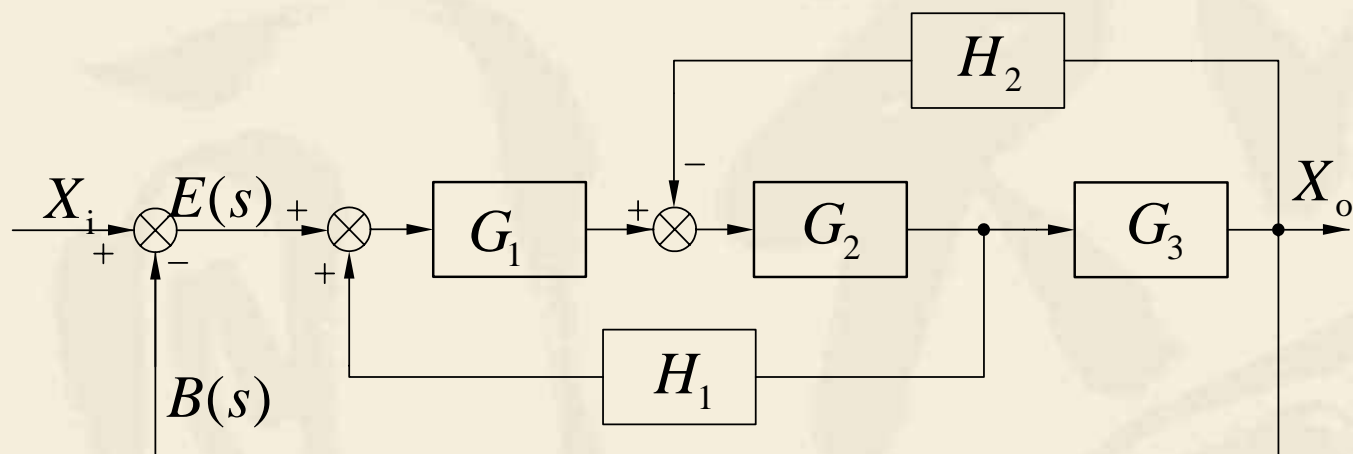 H₂
−
Xᵢ + E(s) + G₁ + G₂ G₃ Xₒ
− +
H₁
B(s)